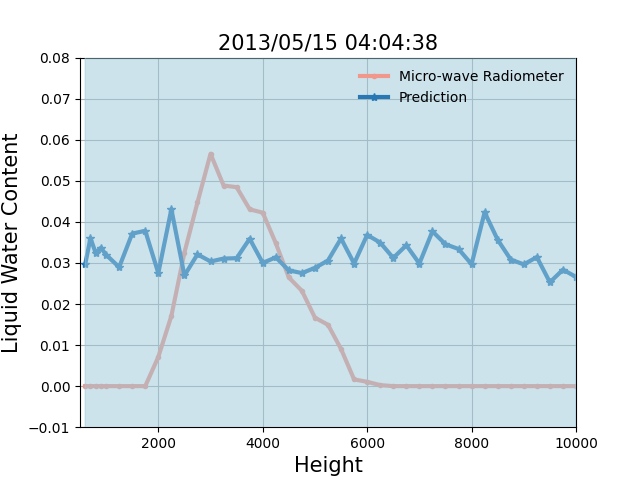 2013/05/15 04:04:38
Micro-wave Radiometer
Prediction
Liquid Water Content
0.08
0.07
0.06
0.05
0.04
0.03
0.02
0.01
0.00
−0.01
2000 4000 6000 8000 10000
Height